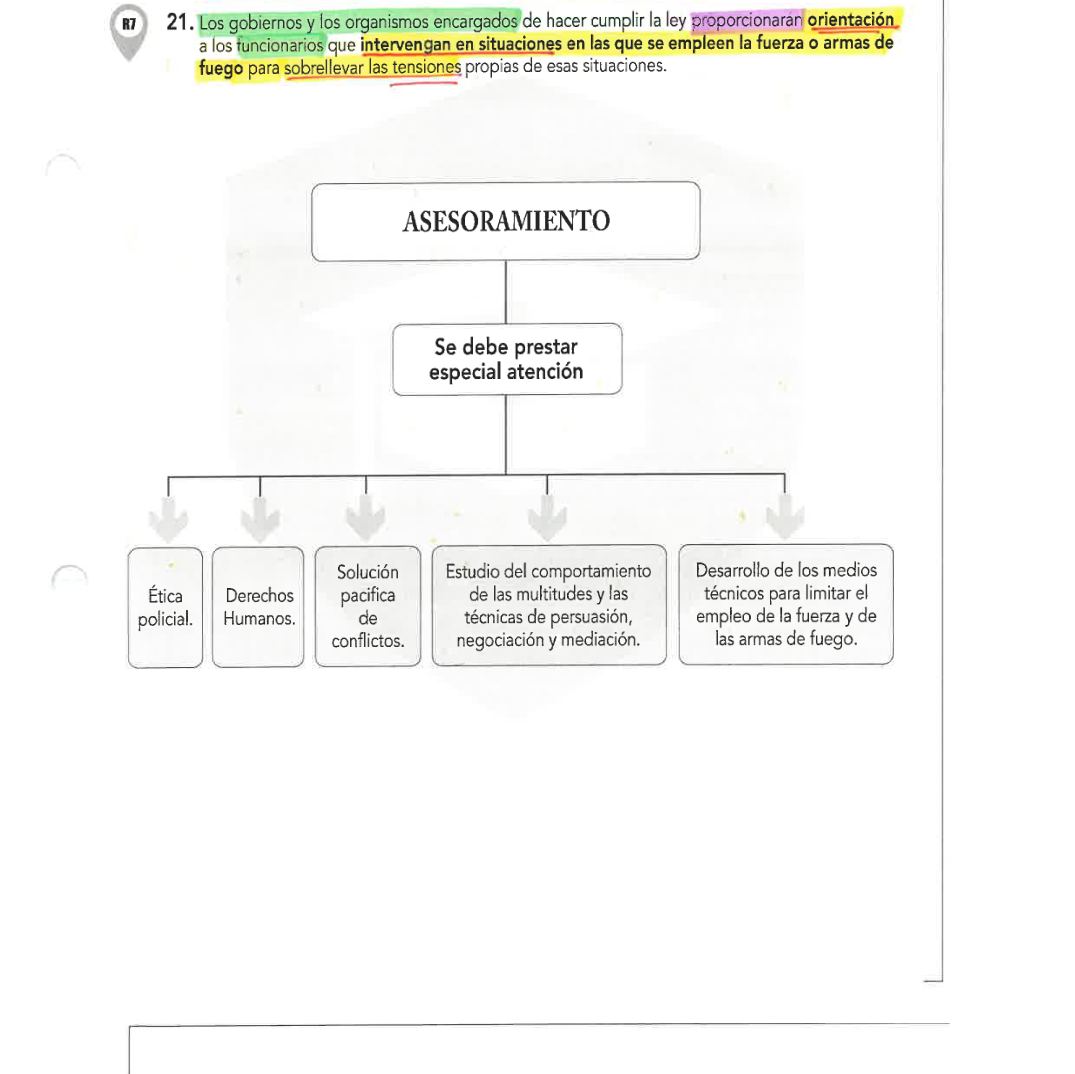 R7
21. Los gobiernos y los organismos encargados de hacer cumplir la ley proporcionarán orientación
a los funcionarios que intervengan en situaciones en las que se empleen la fuerza o armas de
fuego para sobrellevar las tensiones propias de esas situaciones.
ASESORAMIENTO
Se debe prestar
especial atención
Ética
policial.
Derechos
Humanos.
Solución
pacifica
de
conflictos.
Estudio del comportamiento
de las multitudes y las
técnicas de persuasión,
negociación y mediación.
Desarrollo de los medios
técnicos para limitar el
empleo de la fuerza y de
las armas de fuego.